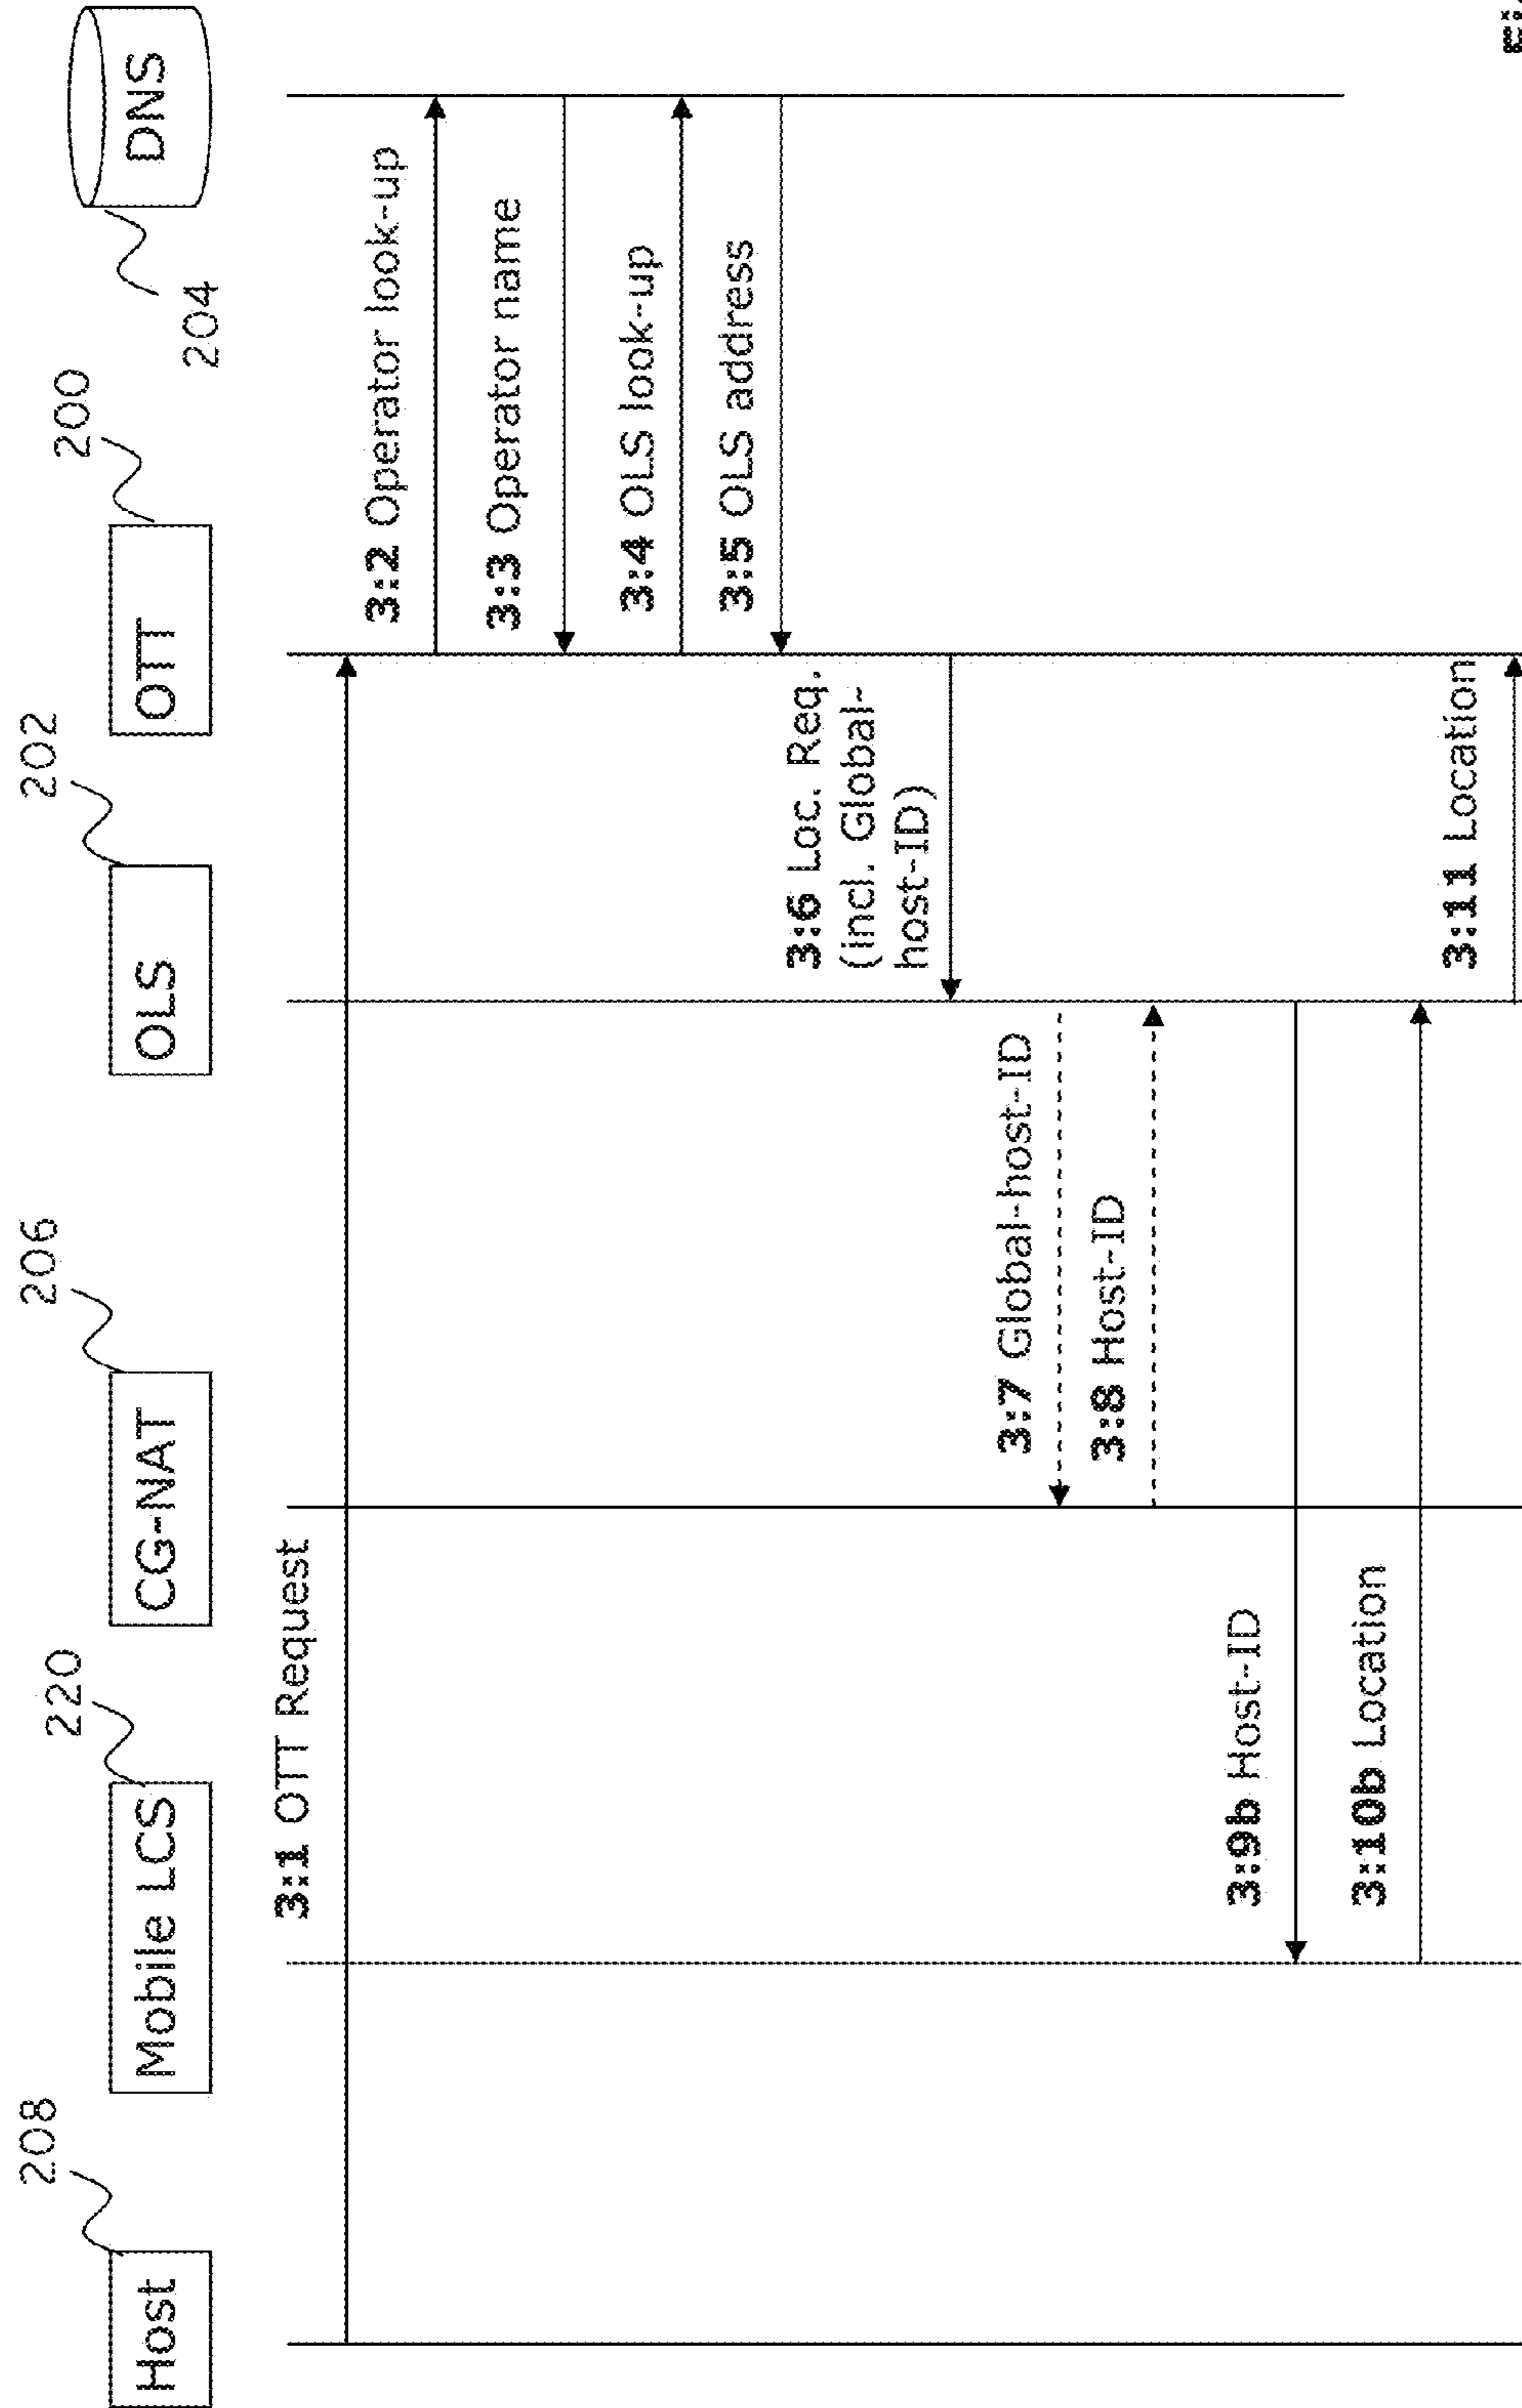 208
220
206
202
200
204
Host
Mobile LCS
CG-NAT
OLS
OTT
DNS
3:1 OTT Request
3:2 Operator look-up
3:3 Operator name
3:4 OLS look-up
3:5 OLS address
3:6 Loc. Req.
(incl. Global-
host-ID)
3:7 Global-host-ID
3:8 Host-ID
3:9b Host-ID
3:10b Location
3:11 Location